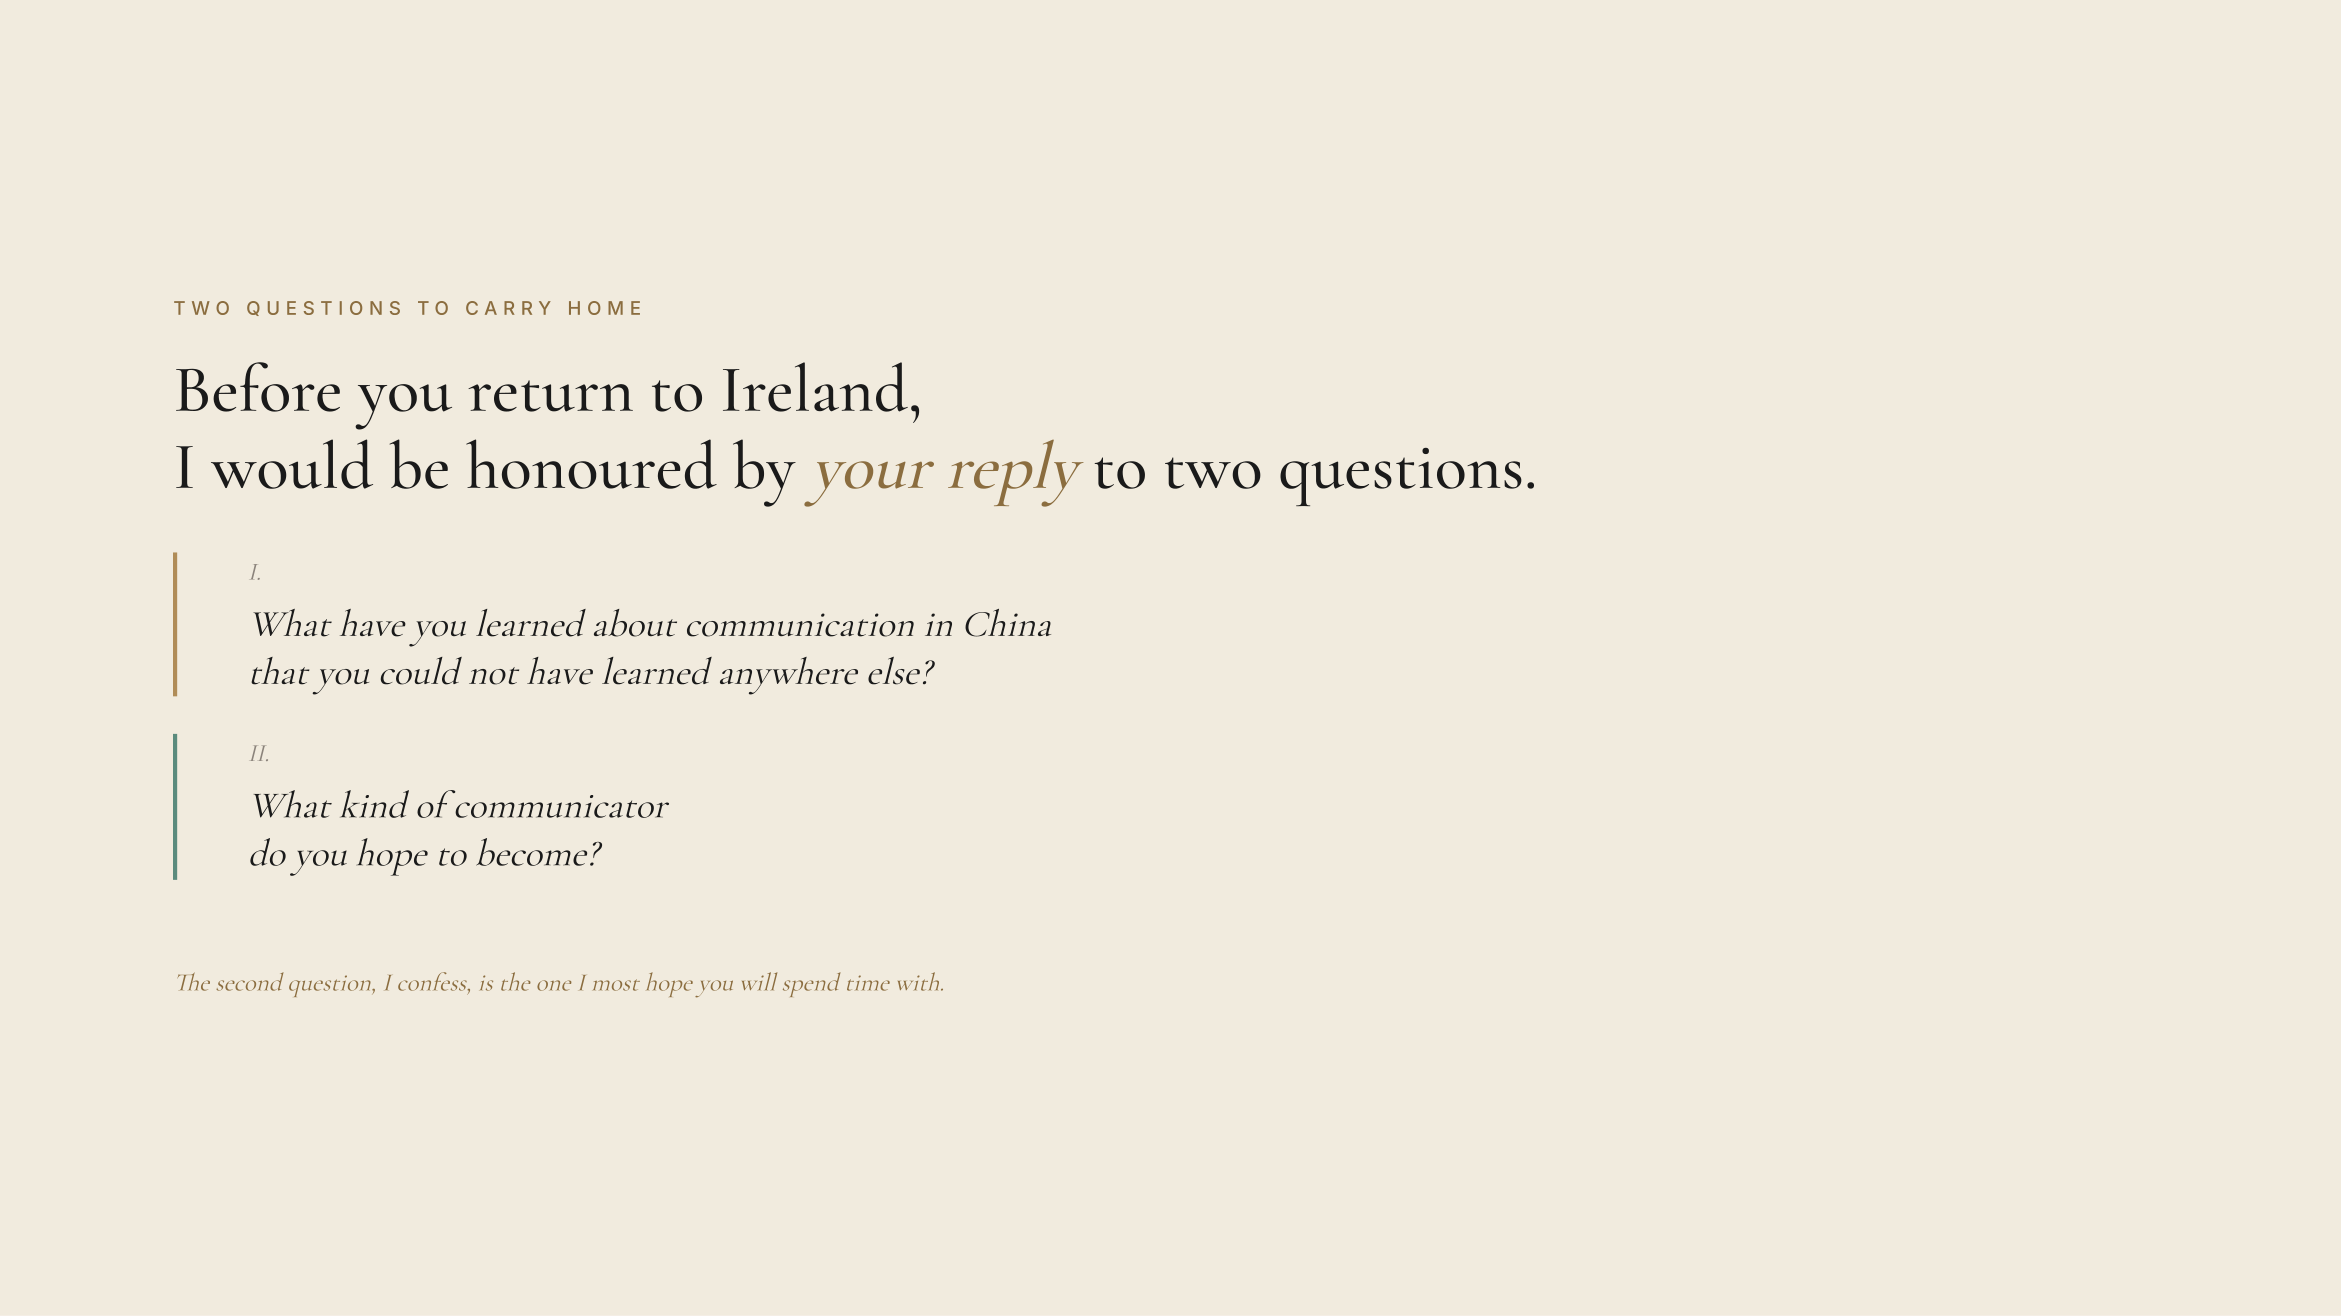 TWO QUESTIONS TO CARRY HOME
Before you return to Ireland,
I would be honoured by your reply to two questions.
I.
What have you learned about communication in China
that you could not have learned anywhere else?
II.
What kind of communicator
do you hope to become?
The second question, I confess, is the one I most hope you will spend time with.